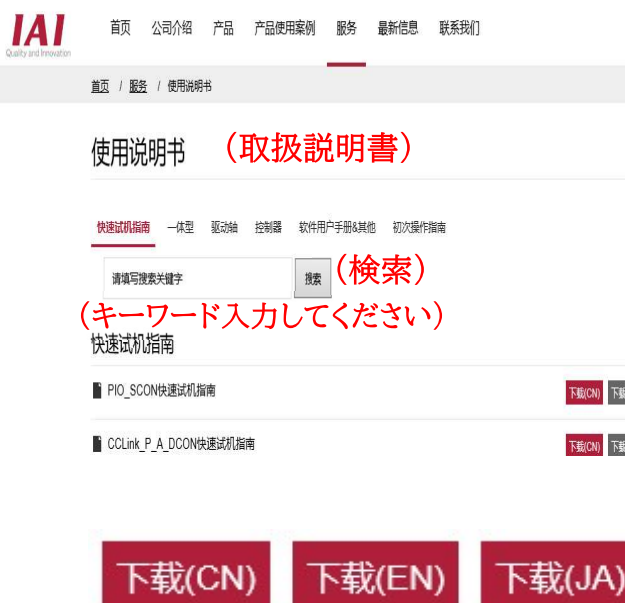 IAI
Quality and Innovation
首页 公司介绍 产品 产品使用案例 服务 最新信息 联系我们
首页 / 服务 / 使用说明书
使用说明书 （取扱説明書）
快速试机指南 一体型 驱动轴 控制器 软件用户手册&其他 初次操作指南
请填写搜索关键字 搜索 （検索）
（キーワード入力してください）
快速试机指南
PIO_SCON快速试机指南 下载(CN) 下载
CCLink_P_A_DCON快速试机指南 下载(CN) 下载
下载(CN) 下载(EN) 下载(JA)